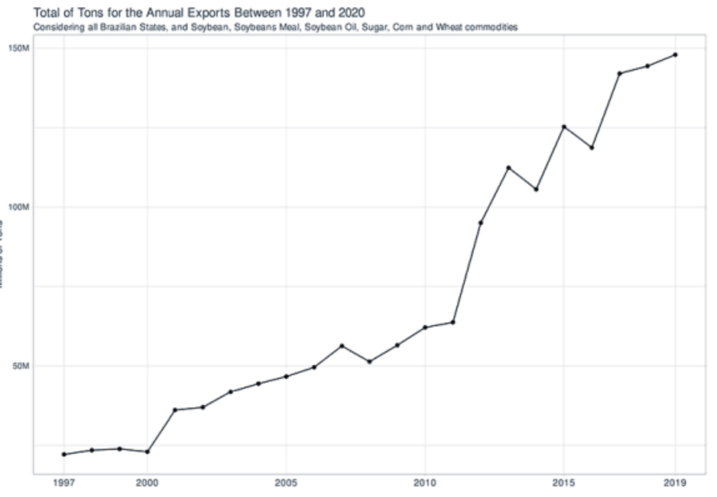 Total of Tons for the Annual Exports Between 1997 and 2020
Considering all Brazilian States, and Soybean, Soybeans Meal, Soybean Oil, Sugar, Corn and Wheat commodities
150M
100M
50M
1997 2000 2005 2010 2015 2019